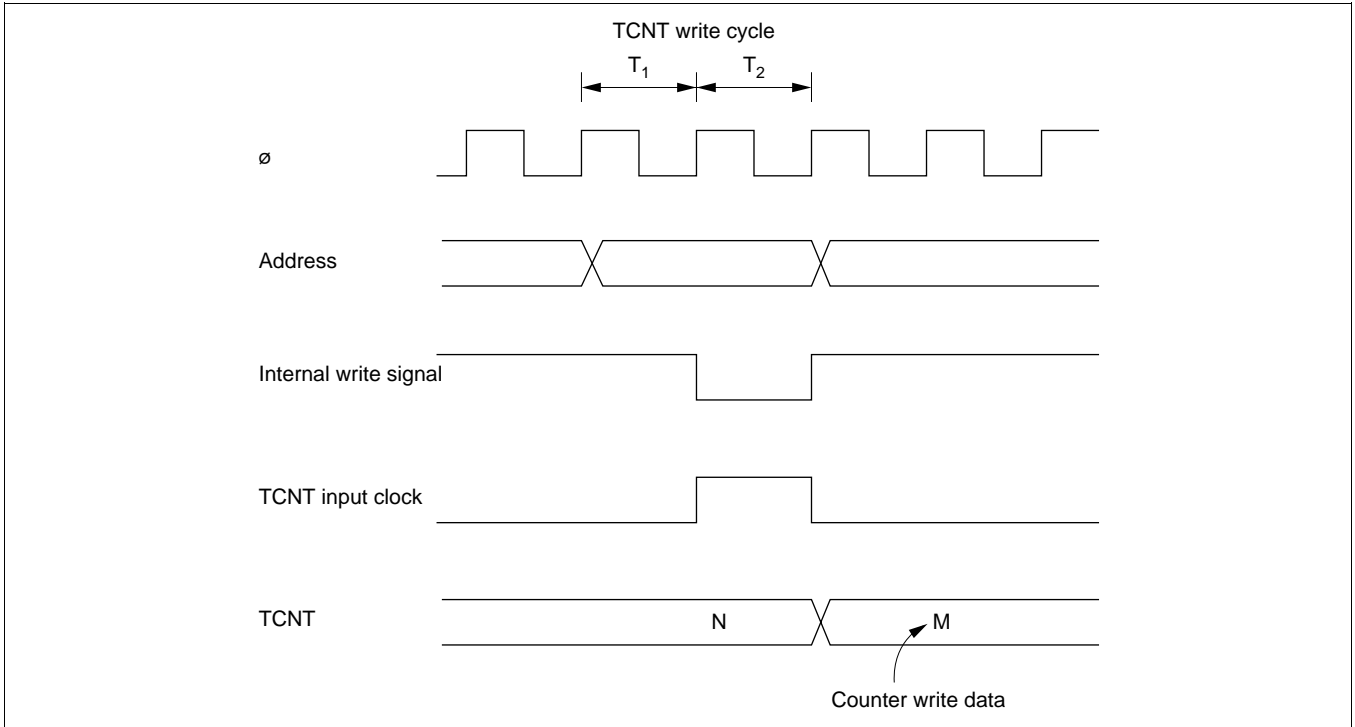 TCNT write cycle
T1 T2
ø
Address
Internal write signal
TCNT input clock
TCNT N M
Counter write data